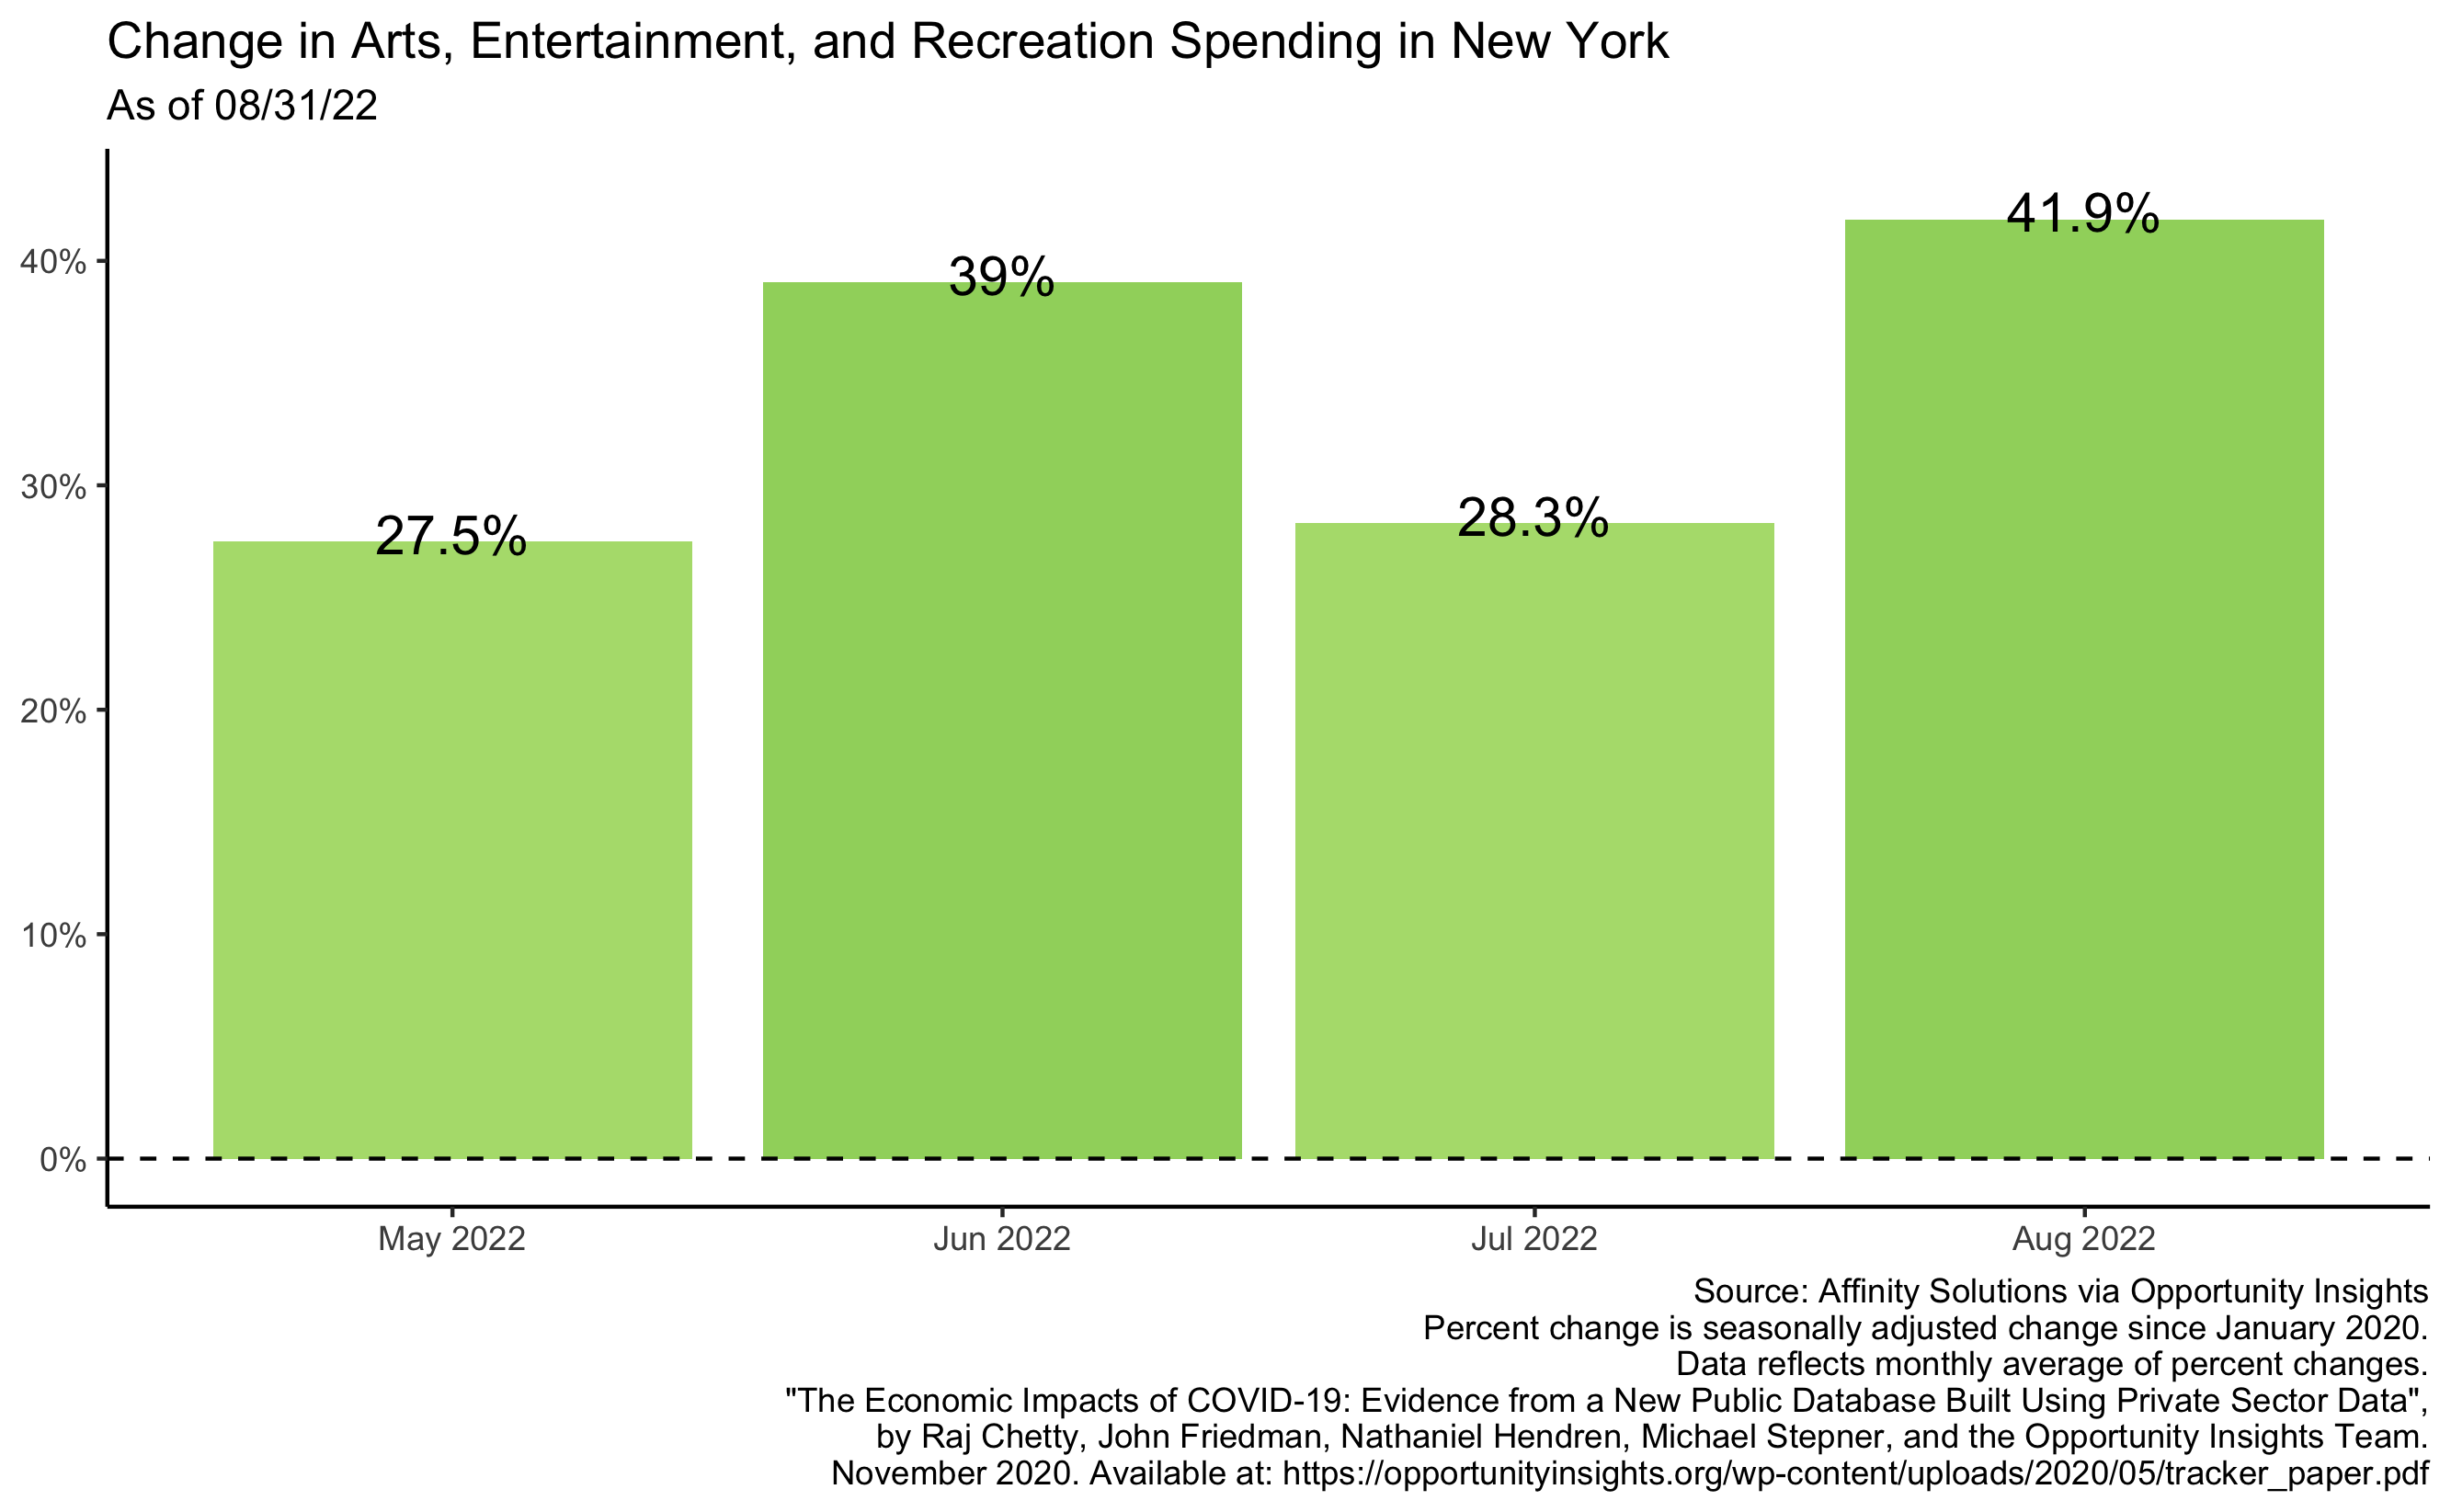 Change in Arts, Entertainment, and Recreation Spending in New York
As of 08/31/22
40%
30%
20%
10%
0%
27.5%
39%
28.3%
41.9%
May 2022
Jun 2022
Jul 2022
Aug 2022
Source: Affinity Solutions via Opportunity Insights
Percent change is seasonally adjusted change since January 2020.
Data reflects monthly average of percent changes.
"The Economic Impacts of COVID-19: Evidence from a New Public Database Built Using Private Sector Data",
by Raj Chetty, John Friedman, Nathaniel Hendren, Michael Stepner, and the Opportunity Insights Team.
November 2020. Available at: https://opportunityinsights.org/wp-content/uploads/2020/05/tracker_paper.pdf